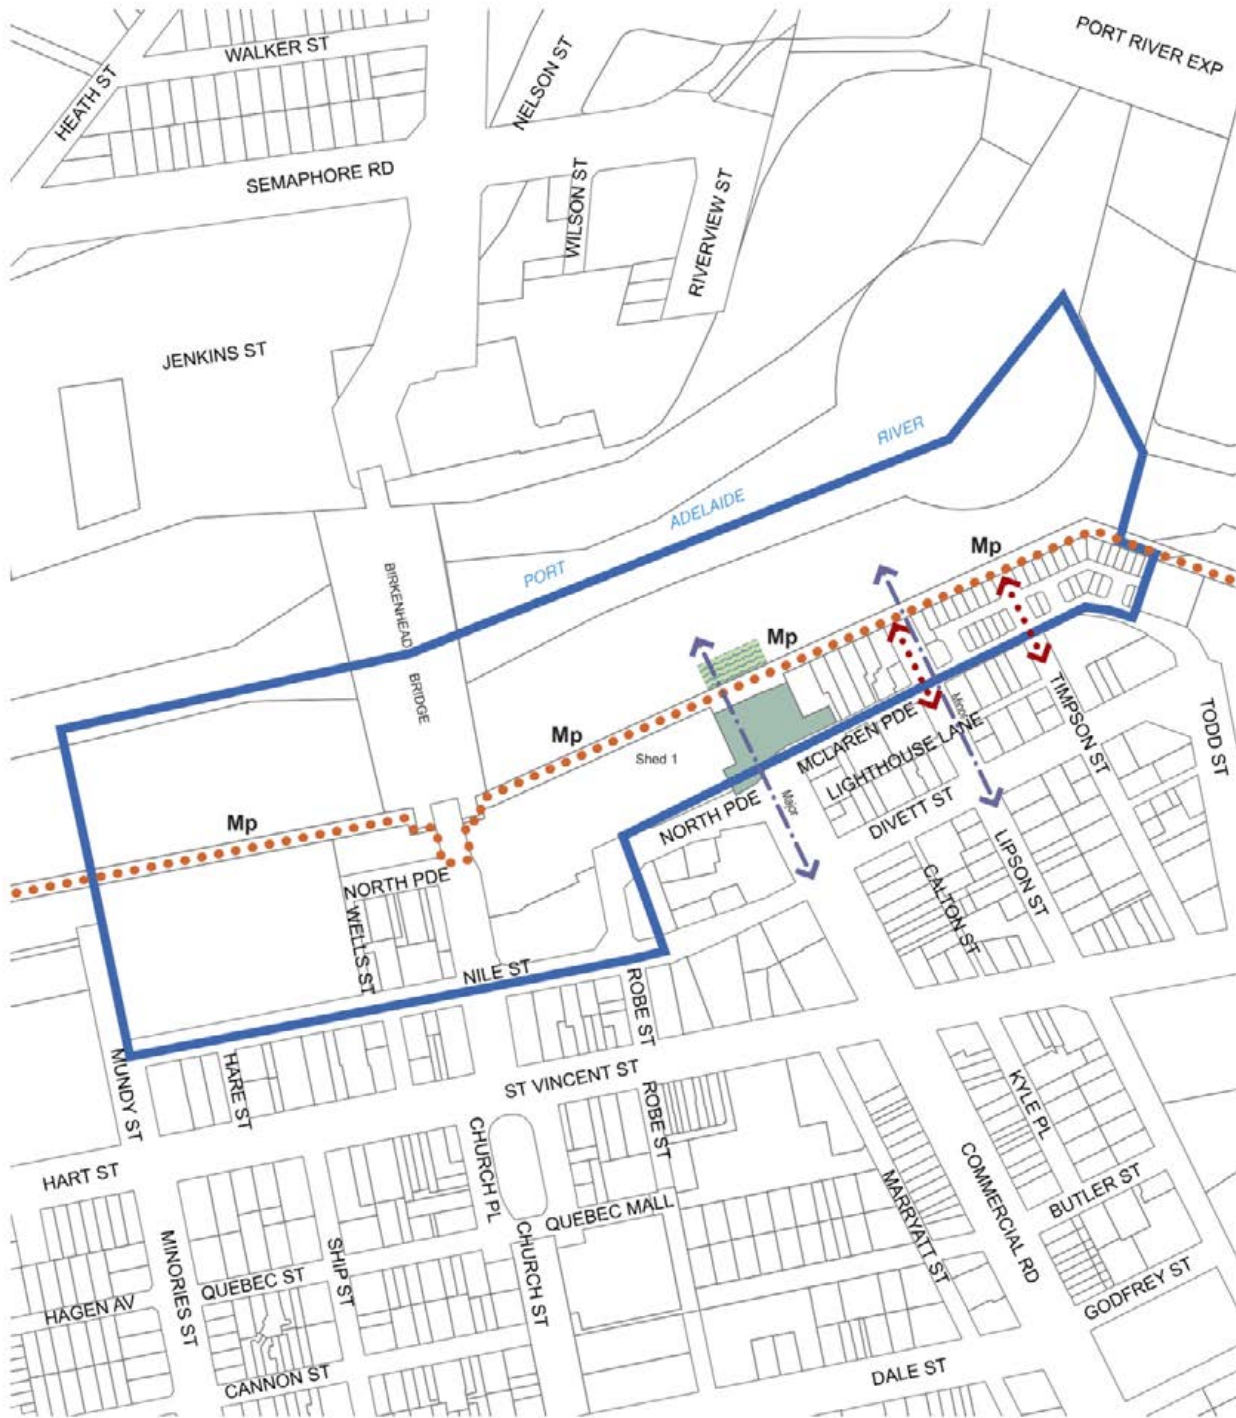 WALKER ST
PORT RIVER EXP
HEATH ST
NELSON ST
SEMAPHORE RD
WILSON ST
RIVERVIEW ST
JENKINS ST
RIVER
ADELAIDE
PORT
Mp
BIRKENHEAD
BRIDGE
Mp
Mp
Shed 1
Minor
TIMPSON ST
TODD ST
MCLAREN PDE
LIGHTHOUSE LANE
Major
NORTH PDE
DIVETT ST
Mp
NORTH PDE
WELLS ST
CALTON ST
LIPSON ST
NILE ST
ROBE ST
MUNDY ST
HARE ST
ST VINCENT ST
ROBE ST
KYLE PL
CHURCH PL
HART ST
COMMERCIAL RD
MARRYATT ST
BUTLER ST
QUEBEC MALL
CHURCH ST
MINORIES ST
SHIP ST
QUEBEC ST
HAGEN AV
GODFREY ST
CANNON ST
DALE ST